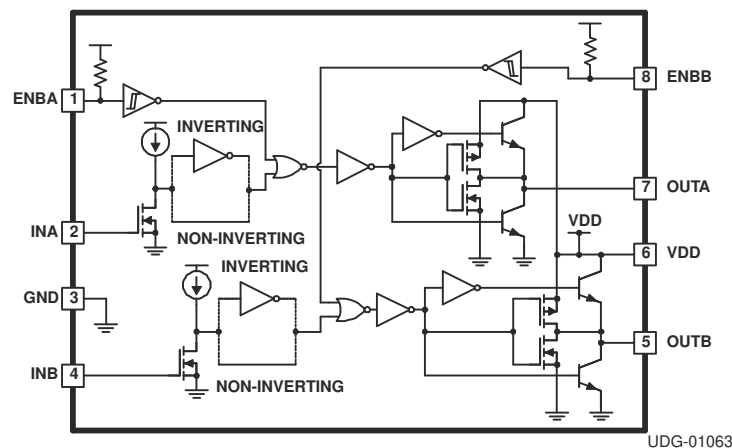 ENBA 1
8 ENBB
INVERTING
7 OUTA
INA 2
NON-INVERTING
VDD
6 VDD
INVERTING
GND 3
5 OUTB
INB 4
NON-INVERTING
UDG-01063